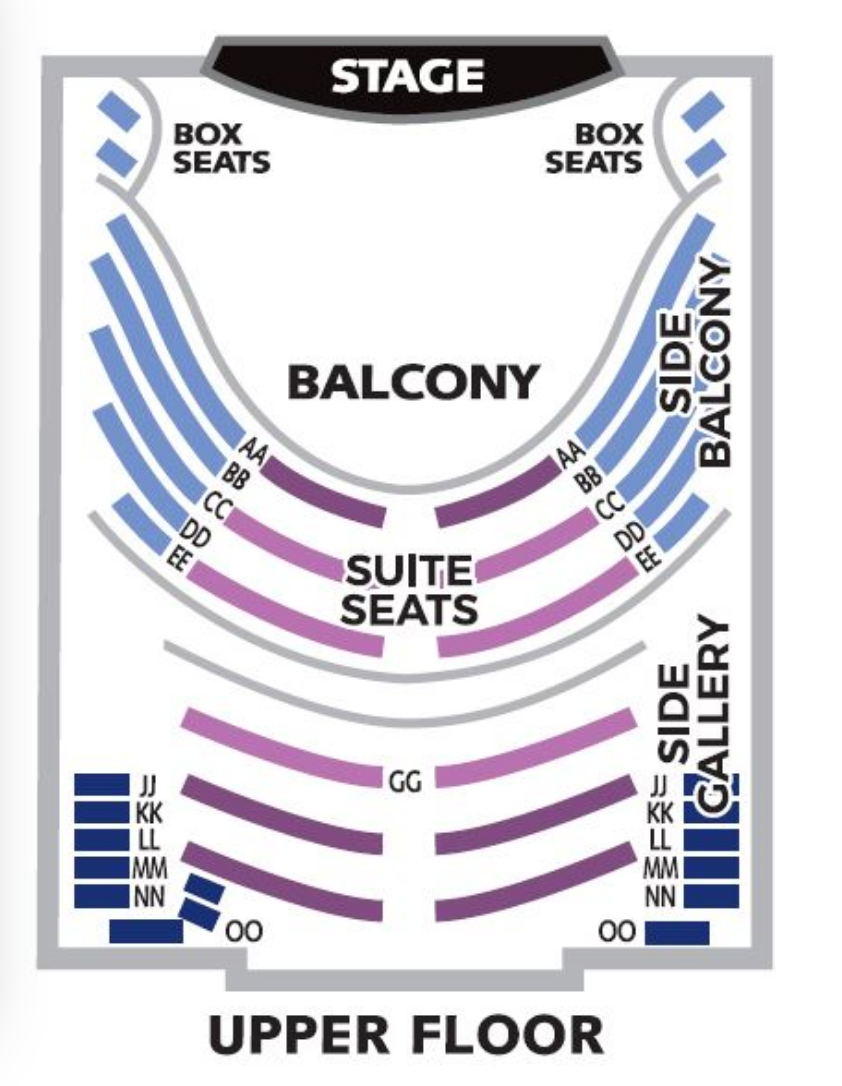 STAGE
BOX
SEATS
BOX
SEATS
SIDE
BALCONY
BALCONY
AA
BB
CC
DD
EE
AA
BB
CC
DD
EE
SUITE
SEATS
SIDE
GALLERY
GG
JJ
KK
LL
MM
NN
OO
JJ
KK
LL
MM
NN
OO
UPPER FLOOR